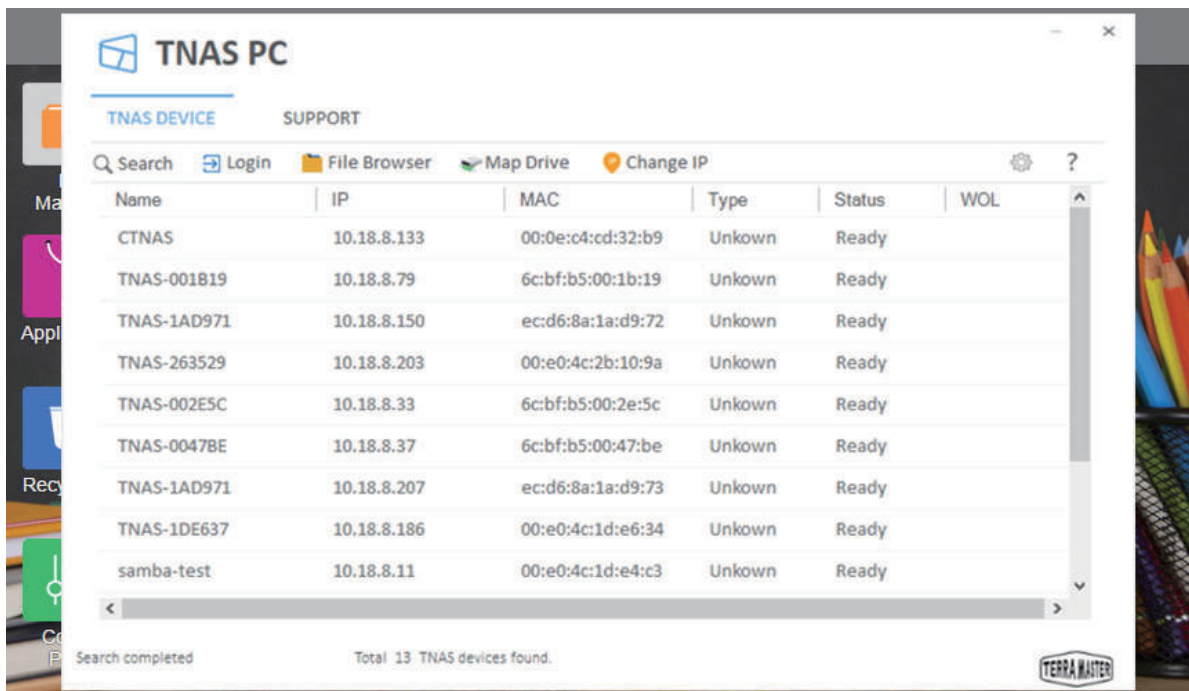 TNAS PC
TNAS DEVICE SUPPORT
Search Login File Browser Map Drive Change IP ?
Name IP MAC Type Status WOL
CTNAS 10.18.8.133 00:0e:c4:cd:32:b9 Unkown Ready
TNAS-001B19 10.18.8.79 6c:bf:b5:00:1b:19 Unkown Ready
TNAS-1AD971 10.18.8.150 ec:d6:8a:1a:d9:72 Unkown Ready
TNAS-263529 10.18.8.203 00:e0:4c:2b:10:9a Unkown Ready
TNAS-002E5C 10.18.8.33 6c:bf:b5:00:2e:5c Unkown Ready
TNAS-0047BE 10.18.8.37 6c:bf:b5:00:47:be Unkown Ready
TNAS-1AD971 10.18.8.207 ec:d6:8a:1a:d9:73 Unkown Ready
TNAS-1DE637 10.18.8.186 00:e0:4c:1d:e6:34 Unkown Ready
samba-test 10.18.8.11 00:e0:4c:1d:e4:c3 Unkown Ready
Search completed Total 13 TNAS devices found.
TERRA MASTER
Ma
Appl
Recy
Co
P